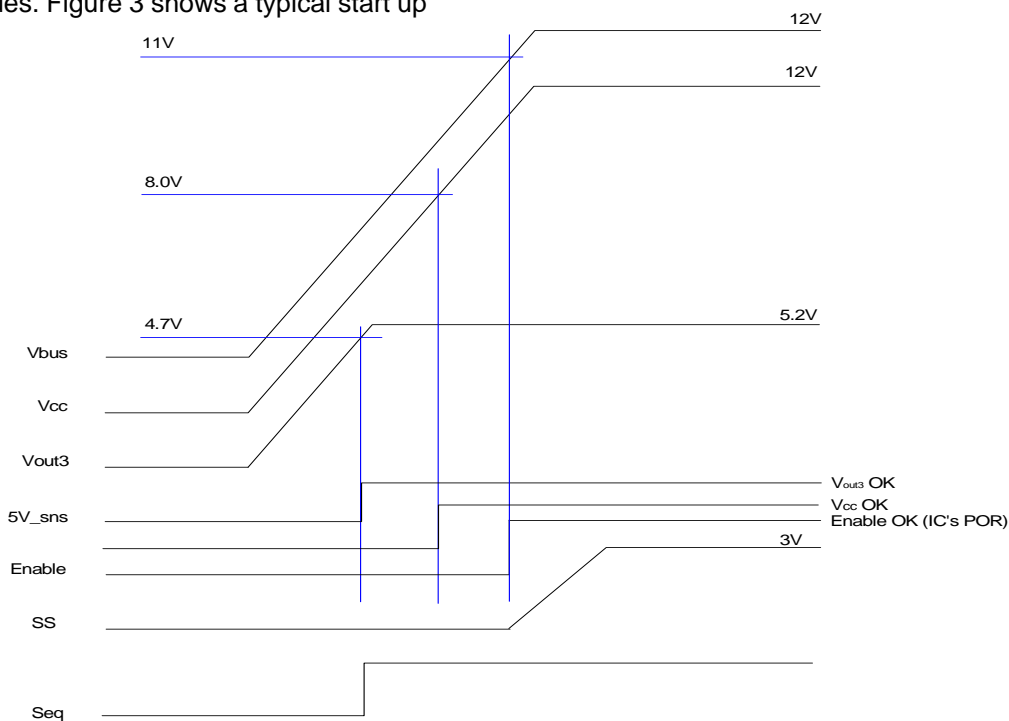 les. Figure 3 shows a typical start up
12V
11V
12V
8.0V
5.2V
4.7V
Vbus
Vcc
Vout3
Vout3 OK
Vcc OK
5V_sns
Enable OK (IC's POR)
3V
Enable
SS
Seq